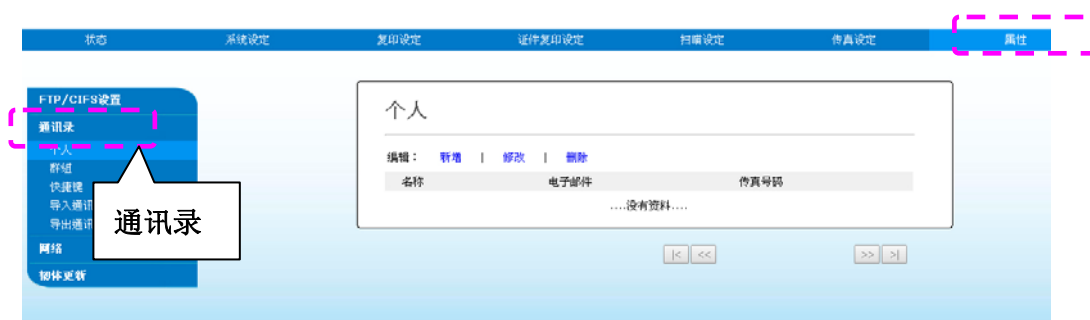 状态 系统设定 复印设定 证件复印设定 扫瞄设定 传真设定 属性
FTP/CIFS设置
通讯录
个人
群组
快捷键
导入通讯
导出通讯
网络
韧体更新
通讯录
个人
编辑： 新增 | 修改 | 删除
名称 电子邮件 传真号码
....没有资料....
|< << >> >|